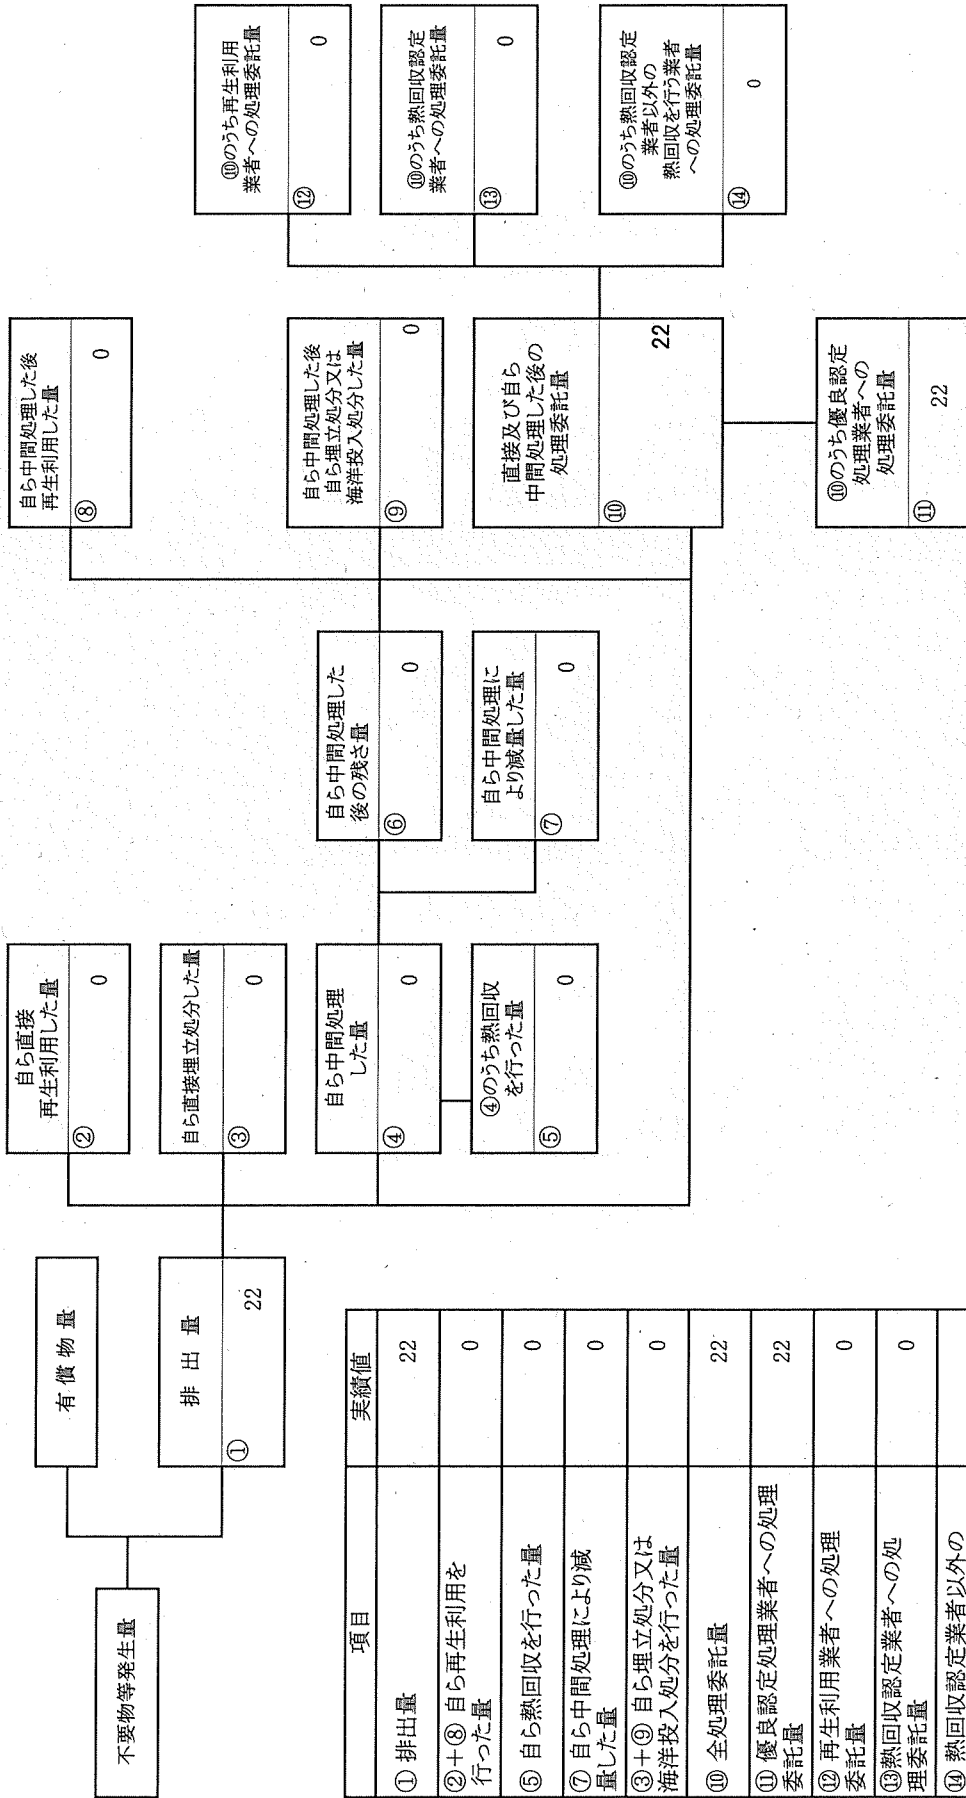 不要物等発生量
有 償 物 量
排 出 量
①
22
自ら直接
再生利用した量
②
0
自ら直接埋立処分した量
③
0
自ら中間処理
した量
④
0
④のうち熱回収
を行った量
⑤
0
自ら中間処理した
後の残さ量
⑥
0
自ら中間処理に
より減量した量
⑦
0
自ら中間処理した後
再生利用した量
⑧
0
自ら中間処理した後
自ら埋立処分又は
海洋投入処分した量
⑨
0
直接及び自ら
中間処理した後の
処理委託量
⑩
22
⑩のうち優良認定
処理業者への
処理委託量
⑪
22
⑩のうち再生利用
業者への処理委託量
⑫
0
⑩のうち熱回収認定
業者への処理委託量
⑬
0
⑩のうち熱回収認定
業者以外の
熱回収を行う業者
への処理委託量
⑭
0
項目 実績値
① 排出量 22
②+⑧ 自ら再生利用を
行った量 0
⑤ 自ら熱回収を行った量 0
⑦ 自ら中間処理により減
量した量 0
③+⑨ 自ら埋立処分又は
海洋投入処分を行った量 0
⑩ 全処理委託量 22
⑪ 優良認定処理業者への処理
委託量 22
⑫ 再生利用業者への処理
委託量 0
⑬熱回収認定業者への処
理委託量 0
⑭ 熱回収認定業者以外の